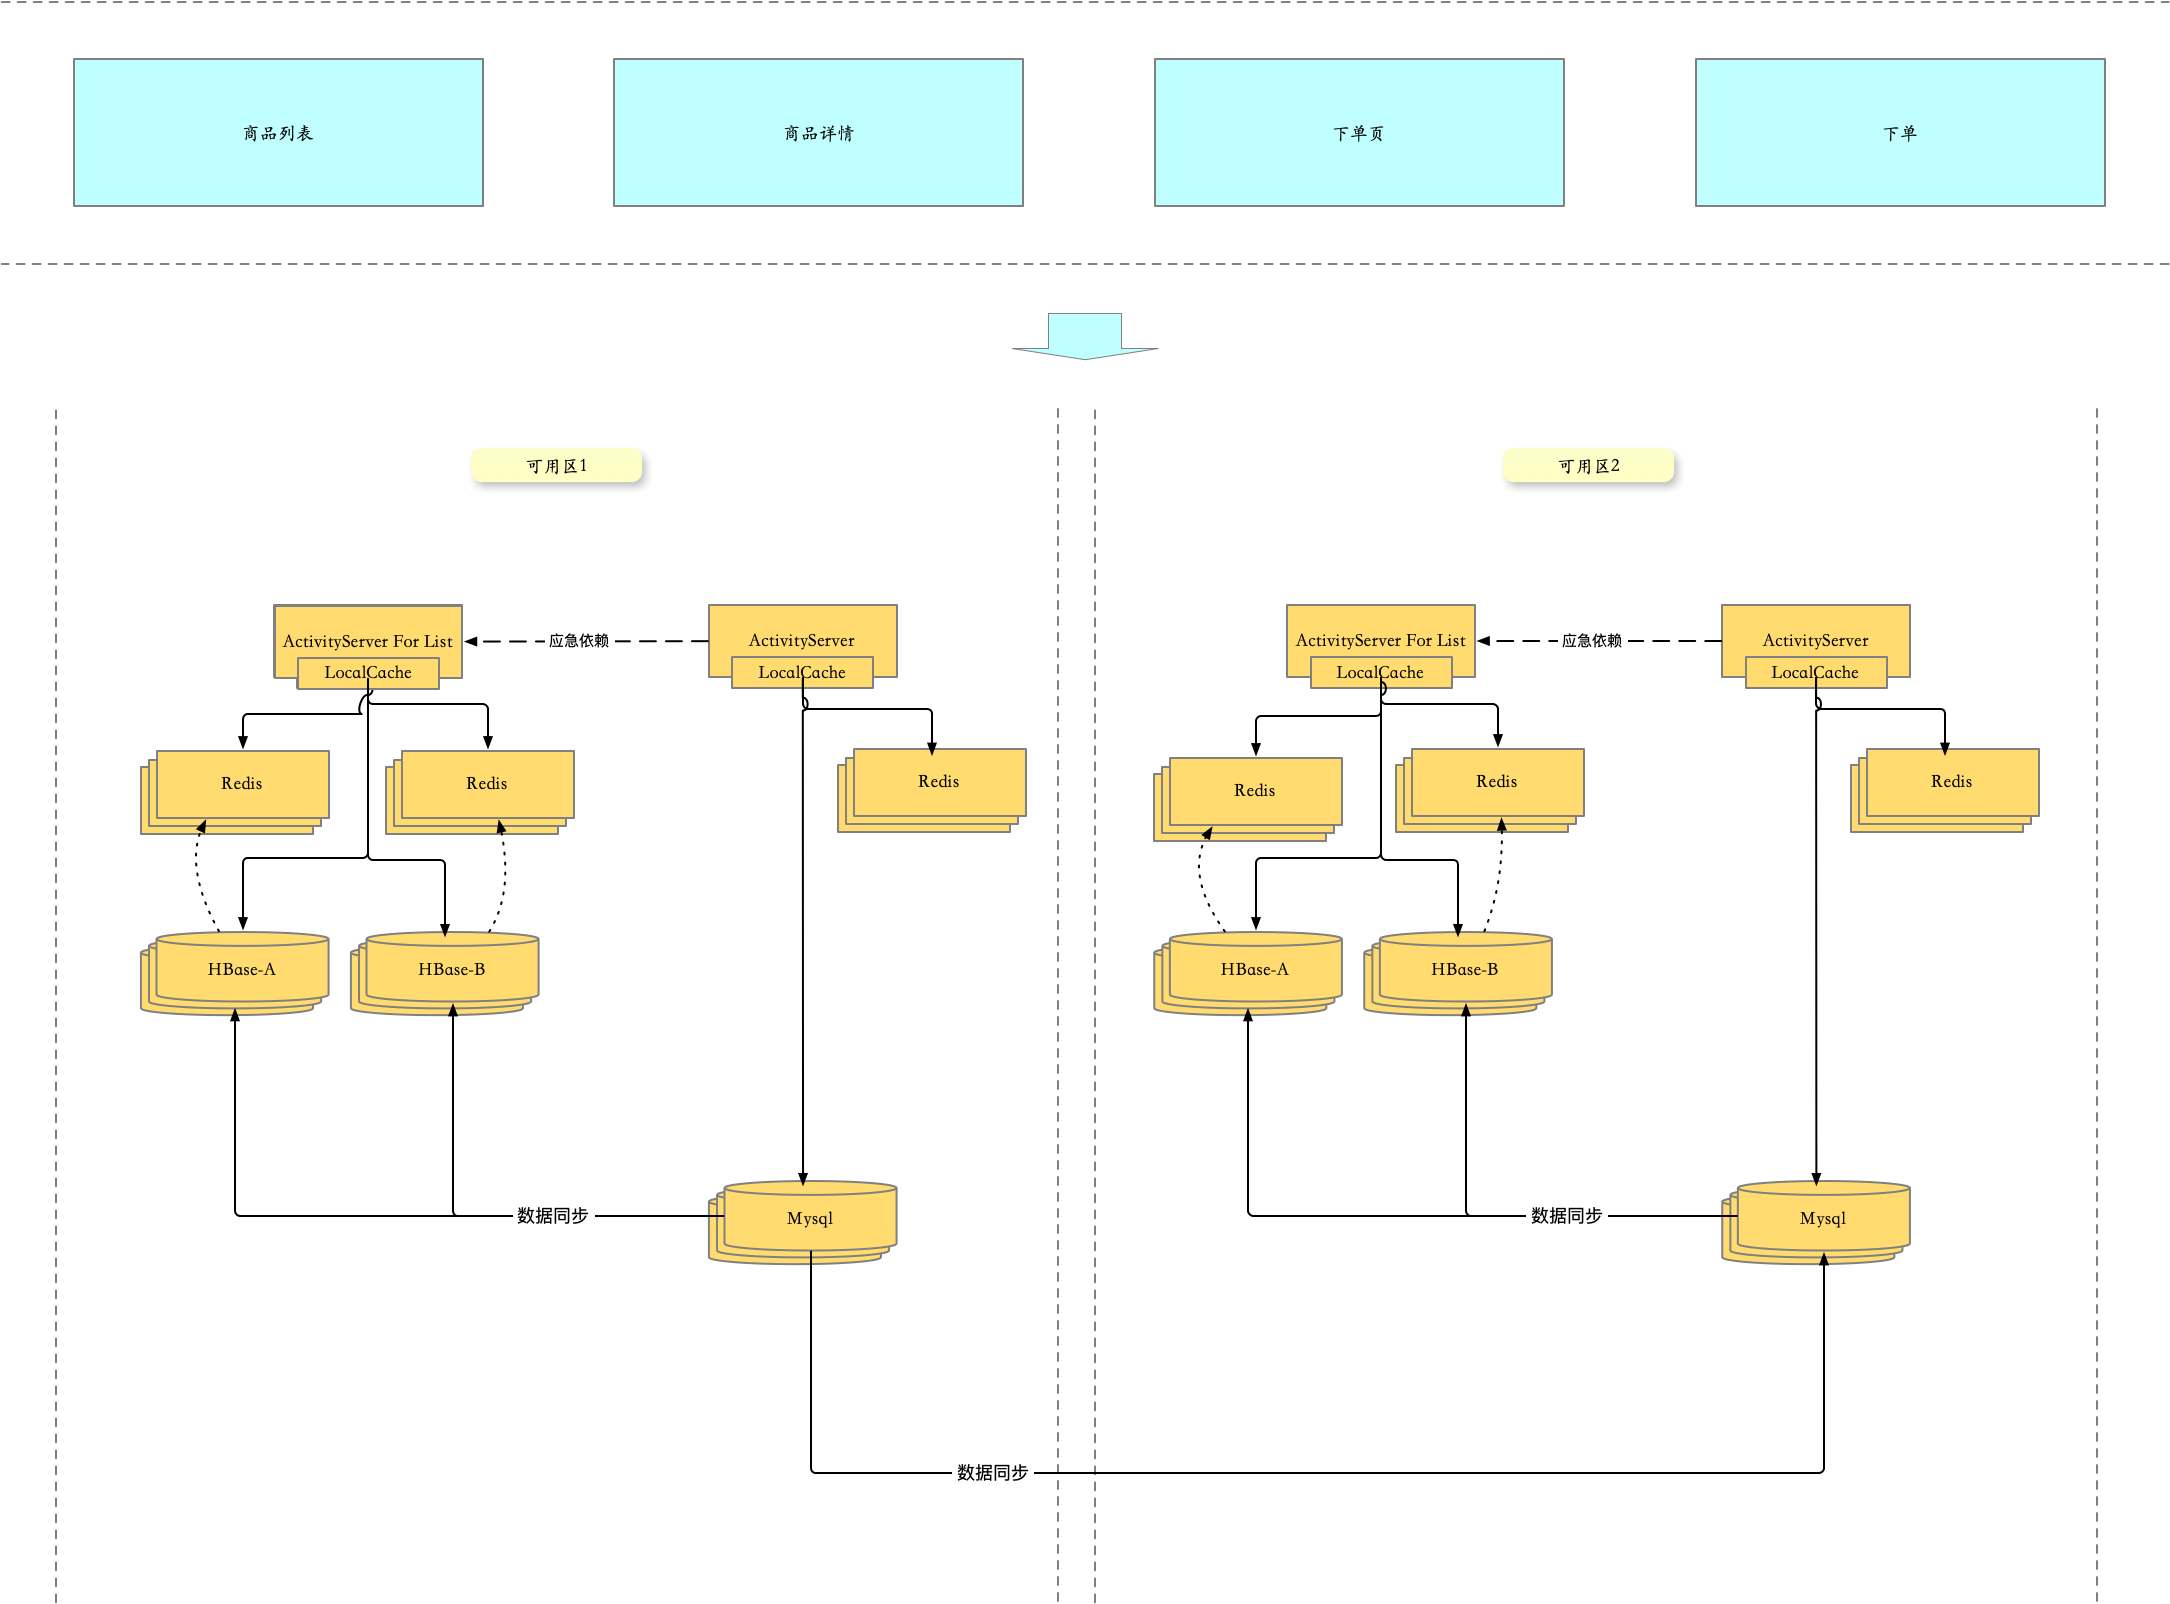 商品列表
商品详情
下单页
下单
可用区1
可用区2
ActivityServer For List
LocalCache
应急依赖
ActivityServer
LocalCache
ActivityServer For List
LocalCache
应急依赖
ActivityServer
LocalCache
Redis
Redis
Redis
Redis
Redis
Redis
HBase-A
HBase-B
HBase-A
HBase-B
数据同步
Mysql
数据同步
Mysql
数据同步